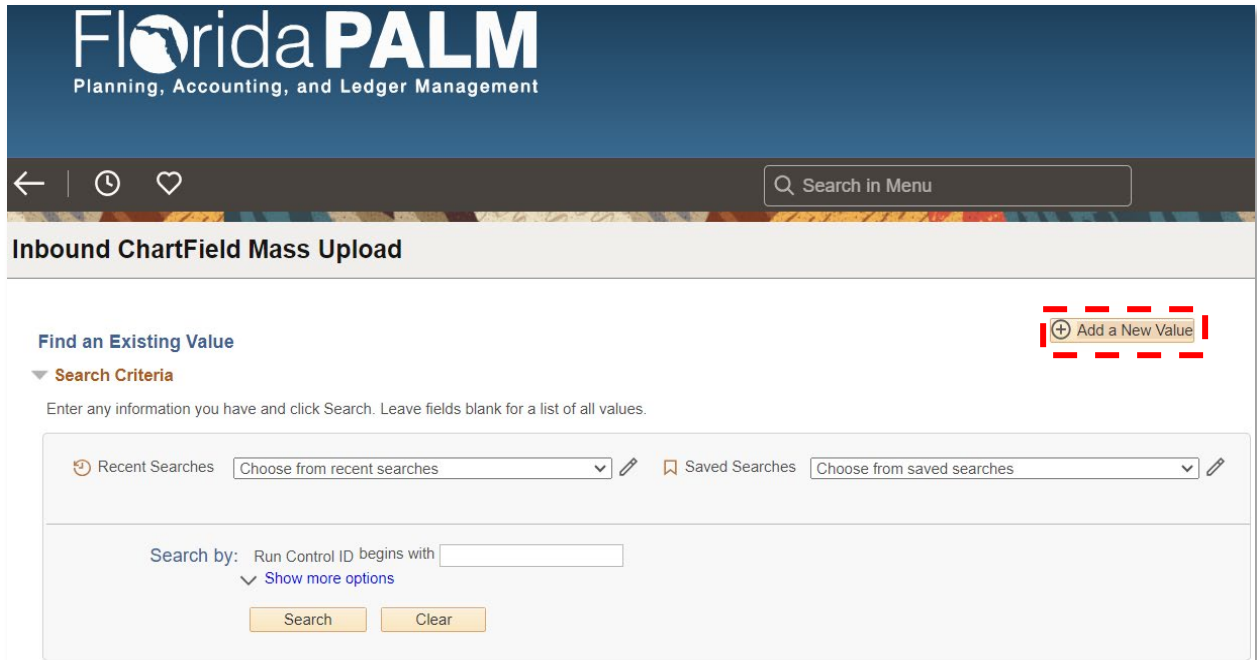 Florida PALM
Planning, Accounting, and Ledger Management
Search in Menu
Inbound ChartField Mass Upload
Add a New Value
Find an Existing Value
Search Criteria
Enter any information you have and click Search. Leave fields blank for a list of all values.
Recent Searches Choose from recent searches Saved Searches Choose from saved searches
Search by: Run Control ID begins with
Show more options
Search Clear